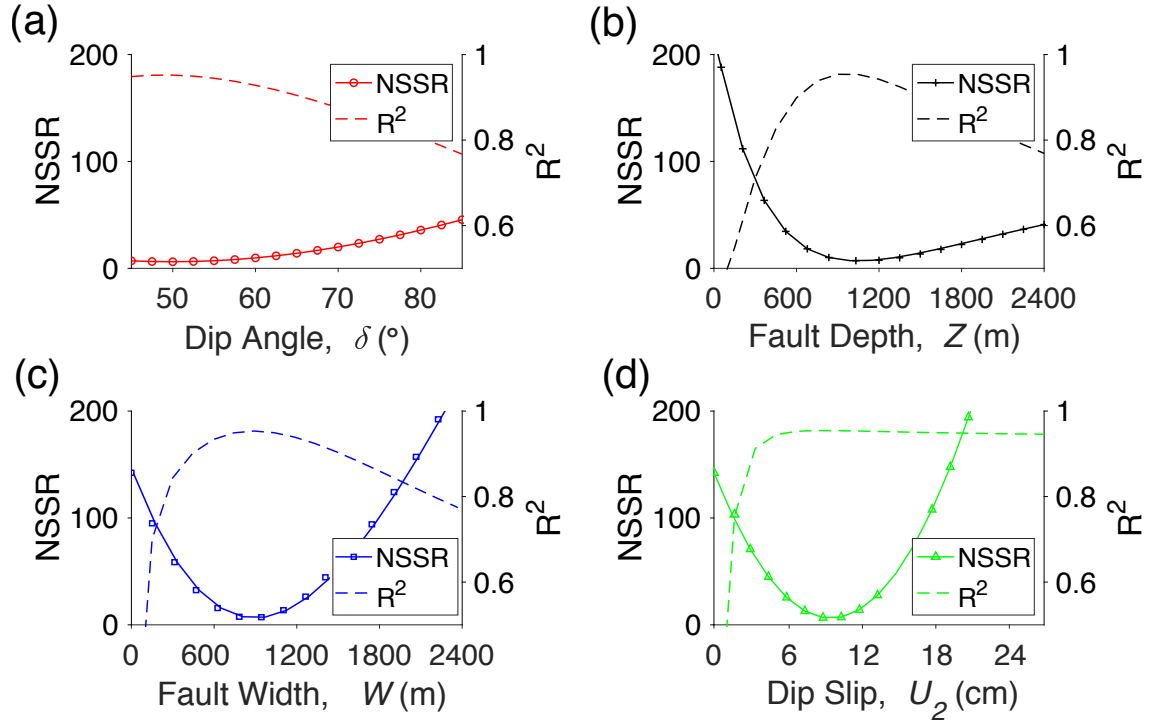 (a)
200
100
0
NSSR
1
0.8
0.6
R²
NSSR
R²
50 60 70 80
Dip Angle, δ (°)
(b)
200
100
0
NSSR
1
0.8
0.6
R²
NSSR
R²
0 600 1200 1800 2400
Fault Depth, Z (m)
(c)
200
100
0
NSSR
1
0.8
0.6
R²
NSSR
R²
0 600 1200 1800 2400
Fault Width, W (m)
(d)
200
100
0
NSSR
1
0.8
0.6
R²
NSSR
R²
0 6 12 18 24
Dip Slip, U₂ (cm)